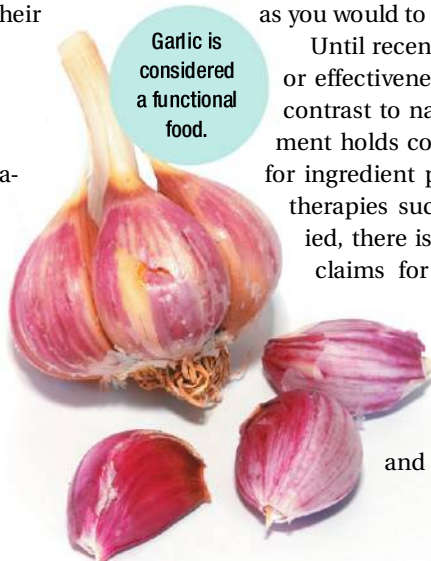 heir
a-
Garlic is
considered
a functional
food.
as you would to
Until recen
or effectivene
contrast to na
ment holds co
for ingredient p
therapies suc
ied, there is
claims for
and